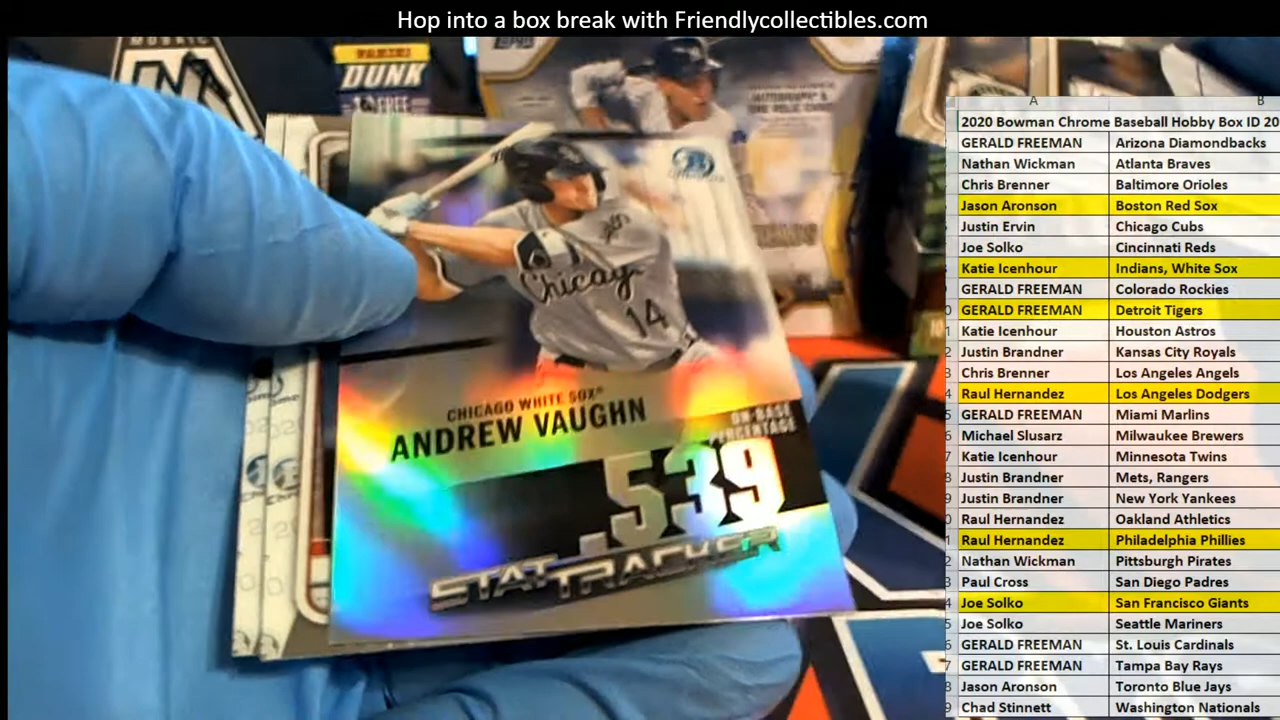 Hop into a box break with Friendlycollectibles.com
PANINI
DUNK
Chicago
14
CHICAGO WHITE SOX
ANDREW VAUGHN
ON-BASE
PERCENTAGE
.539
STAT TRACKER
A B
2020 Bowman Chrome Baseball Hobby Box ID 20
GERALD FREEMAN Arizona Diamondbacks
Nathan Wickman Atlanta Braves
Chris Brenner Baltimore Orioles
Jason Aronson Boston Red Sox
Justin Ervin Chicago Cubs
Joe Solko Cincinnati Reds
Katie Icenhour Indians, White Sox
GERALD FREEMAN Colorado Rockies
GERALD FREEMAN Detroit Tigers
Katie Icenhour Houston Astros
Justin Brandner Kansas City Royals
Chris Brenner Los Angeles Angels
Raul Hernandez Los Angeles Dodgers
GERALD FREEMAN Miami Marlins
Michael Slusarz Milwaukee Brewers
Katie Icenhour Minnesota Twins
Justin Brandner Mets, Rangers
Justin Brandner New York Yankees
Raul Hernandez Oakland Athletics
Raul Hernandez Philadelphia Phillies
Nathan Wickman Pittsburgh Pirates
Paul Cross San Diego Padres
Joe Solko San Francisco Giants
Joe Solko Seattle Mariners
GERALD FREEMAN St. Louis Cardinals
GERALD FREEMAN Tampa Bay Rays
Jason Aronson Toronto Blue Jays
Chad Stinnett Washington Nationals